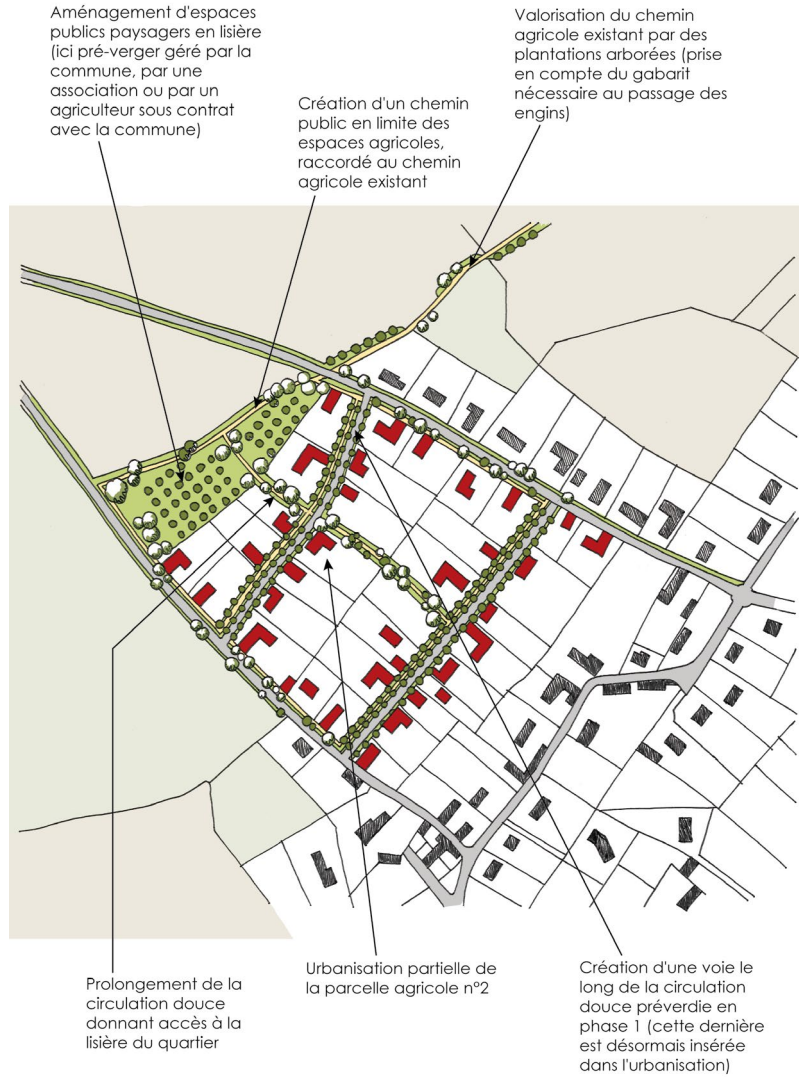 Aménagement d'espaces
publics paysagers en lisière
(ici pré-verger géré par la
commune, par une
association ou par un
agriculteur sous contrat
avec la commune)
Création d'un chemin
public en limite des
espaces agricoles,
raccordé au chemin
agricole existant
Valorisation du chemin
agricole existant par des
plantations arborées (prise
en compte du gabarit
nécessaire au passage des
engins)
Prolongement de la
circulation douce
donnant accès à la
lisière du quartier
Urbanisation partielle de
la parcelle agricole n°2
Création d'une voie le
long de la circulation
douce préverdie en
phase 1 (cette dernière
est désormais insérée
dans l'urbanisation)